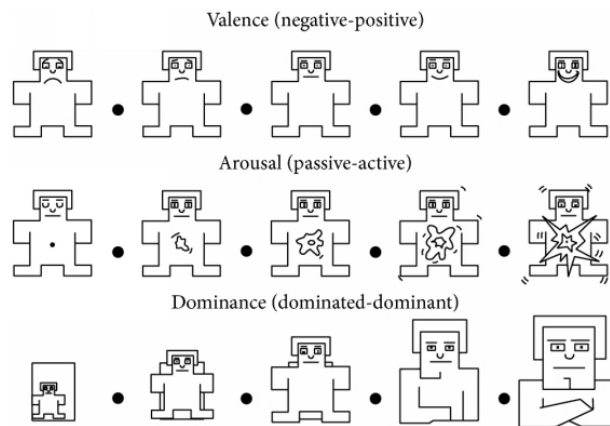 Valence (negative-positive)
Arousal (passive-active)
Dominance (dominated-dominant)